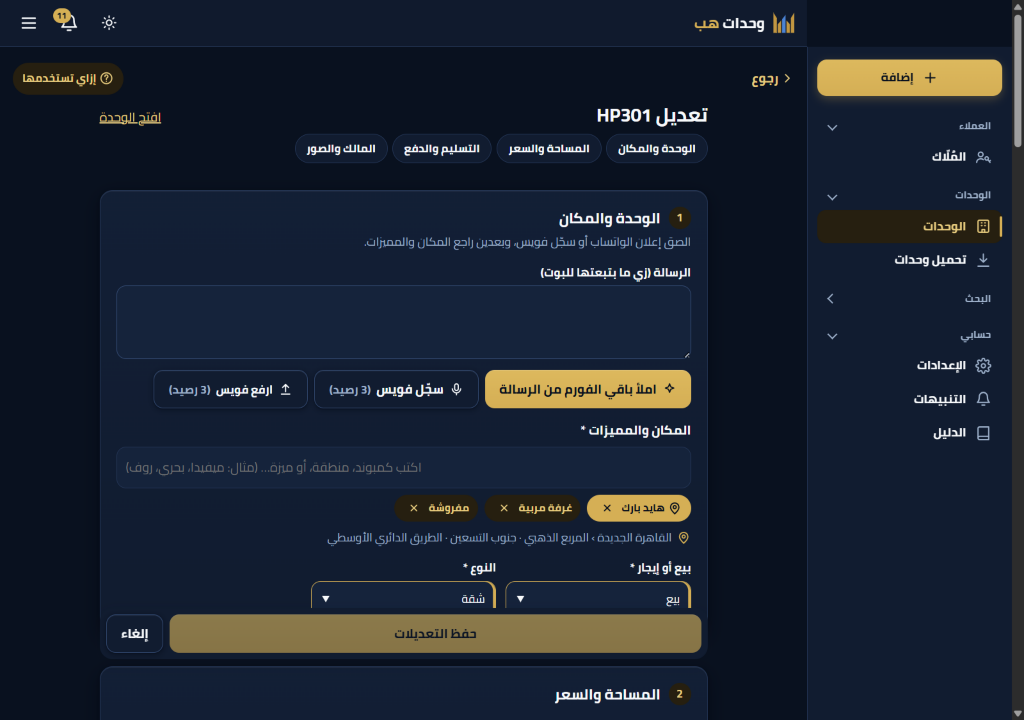 وحدات هب
11
إضافة
العملاء
المُلّاك
الوحدات
الوحدات
تحميل وحدات
البحث
حسابي
الإعدادات
التنبيهات
الدليل
رجوع
إزاي تستخدمها
تعديل HP301
افتح الوحدة
الوحدة والمكان
المساحة والسعر
التسليم والدفع
المالك والصور
1 الوحدة والمكان
الصق إعلان الواتساب أو سجّل فويس، وبعدين راجع المكان والمميزات.
الرسالة (زي ما بتبعتها للبوت)
املأ باقي الفورم من الرسالة
سجّل فويس (3 رصيد)
ارفع فويس (3 رصيد)
المكان والمميزات *
اكتب كمبوند، منطقة، أو ميزة... (مثال: ميفيدا، بحري، روف)
هايد بارك ×
غرفة مربية ×
مفروشة ×
القاهرة الجديدة › المربع الذهبي · جنوب التسعين · الطريق الدائري الأوسطي
بيع أو إيجار *
النوع *
بيع
شقة
حفظ التعديلات
إلغاء
2 المساحة والسعر